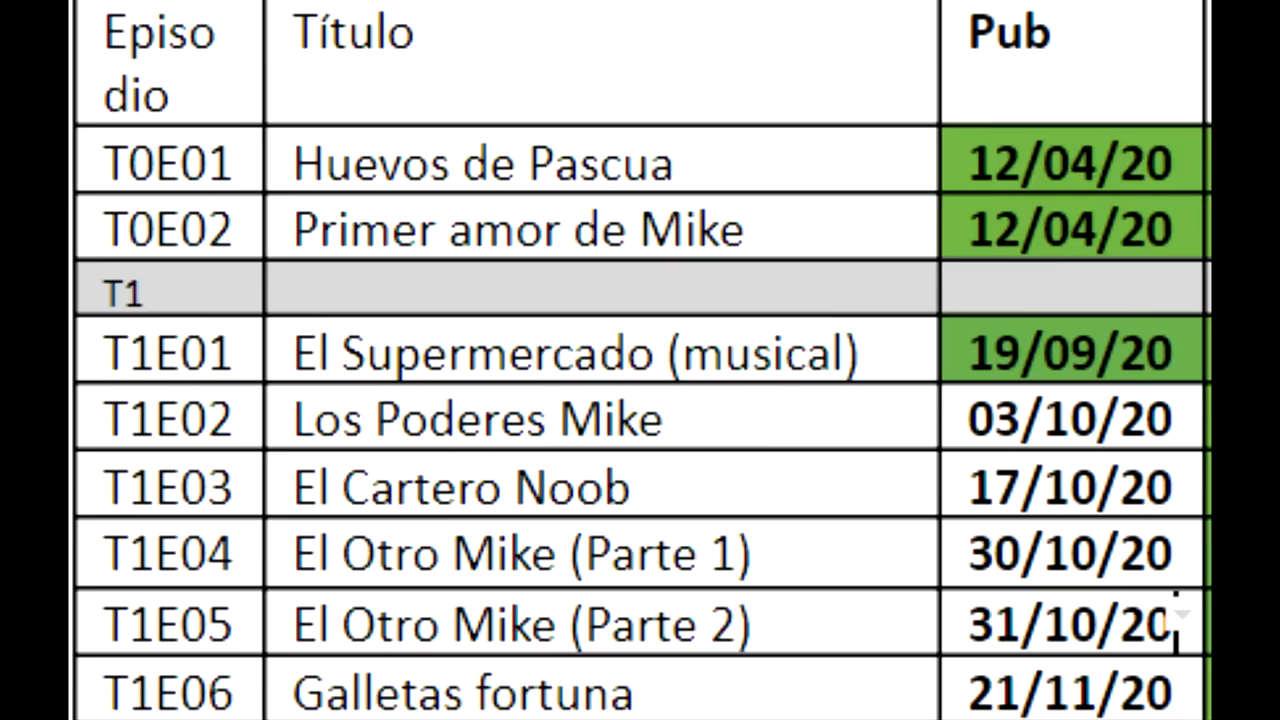 Episo Título Pub
dio
T0E01 Huevos de Pascua 12/04/20
T0E02 Primer amor de Mike 12/04/20
T1
T1E01 El Supermercado (musical) 19/09/20
T1E02 Los Poderes Mike 03/10/20
T1E03 El Cartero Noob 17/10/20
T1E04 El Otro Mike (Parte 1) 30/10/20
T1E05 El Otro Mike (Parte 2) 31/10/20
T1E06 Galletas fortuna 21/11/20